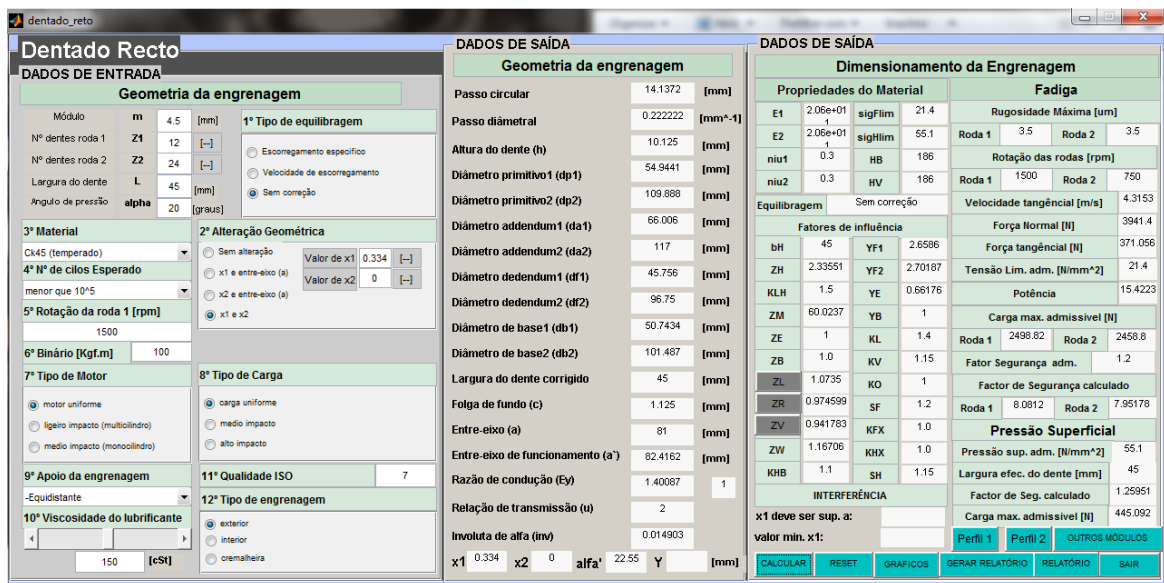 dentado_reto
Dentado Recto
DADOS DE ENTRADA
Geometria da engrenagem
Módulo m 4.5 [mm]
Nº dentes roda 1 Z1 12 [--]
Nº dentes roda 2 Z2 24 [--]
Largura do dente L 45 [mm]
Angulo de pressão alpha 20 [graus]
1º Tipo de equilibragem
Escorregamento especifico
Velocidade de escorregamento
Sem correção
3º Material
Ck45 (temperado)
4º Nº de cilos Esperado
menor que 10^5
5º Rotação da roda 1 [rpm]
1500
6º Binário [Kgf.m] 100
2º Alteração Geométrica
Sem alteração
x1 e entre-eixo (a)
x2 e entre-eixo (a)
x1 e x2
Valor de x1 0.334 [--]
Valor de x2 0 [--]
7º Tipo de Motor
motor uniforme
ligeiro impacto (multicilindro)
medio impacto (monocilindro)
8º Tipo de Carga
carga uniforme
medio impacto
alto impacto
9º Apoio da engrenagem
-Equidistante
10º Viscosidade do lubrificante
150 [cSt]
11º Qualidade ISO 7
12º Tipo de engrenagem
exterior
interior
cremalheira
DADOS DE SAÍDA
Geometria da engrenagem
Passo circular 14.1372 [mm]
Passo diâmetral 0.222222 [mm^-1]
Altura do dente (h) 10.125 [mm]
Diâmetro primitivo1 (dp1) 54.9441 [mm]
Diâmetro primitivo2 (dp2) 109.888 [mm]
Diâmetro addendum1 (da1) 66.006 [mm]
Diâmetro addendum2 (da2) 117 [mm]
Diâmetro dedendum1 (df1) 45.756 [mm]
Diâmetro dedendum2 (df2) 96.75 [mm]
Diâmetro de base1 (db1) 50.7434 [mm]
Diâmetro de base2 (db2) 101.487 [mm]
Largura do dente corrigido 45 [mm]
Folga de fundo (c) 1.125 [mm]
Entre-eixo (a) 81 [mm]
Entre-eixo de funcionamento (a`) 82.4162 [mm]
Razão de condução (Ey) 1.40087 1
Relação de transmissão (u) 2
Involuta de alfa (inv) 0.014903
x1 0.334 x2 0 alfa' 22.55 Y [mm]
DADOS DE SAÍDA
Dimensionamento da Engrenagem
Propriedades do Material
E1 2.06e+01 1 sigFlim 21.4
E2 2.06e+01 1 sigHlim 55.1
niu1 0.3 HB 186
niu2 0.3 HV 186
Equilibragem Sem correção
Fatores de influência
bH 45 YF1 2.6586
ZH 2.33551 YF2 2.70187
KLH 1.5 YE 0.66176
ZM 60.0237 YB 1
ZE 1 KL 1.4
ZB 1.0 KV 1.15
ZL 1.0735 KO 1
ZR 0.974599 SF 1.2
ZV 0.941783 KFX 1.0
ZW 1.16706 KHX 1.0
KHB 1.1 SH 1.15
INTERFERÊNCIA
x1 deve ser sup. a:
valor min. x1:
Fadiga
Rugosidade Máxima [um]
Roda 1 3.5 Roda 2 3.5
Rotação das rodas [rpm]
Roda 1 1500 Roda 2 750
Velocidade tangêncial [m/s] 4.3153
Força Normal [N] 3941.4
Força tangêncial [N] 371.056
Tensão Lim. adm. [N/mm^2] 21.4
Potência 15.4223
Carga max. admissivel [N]
Roda 1 2498.82 Roda 2 2458.8
Fator Segurança adm. 1.2
Factor de Segurança calculado
Roda 1 8.0812 Roda 2 7.95178
Pressão Superficial
Pressão sup. adm. [N/mm^2] 55.1
Largura efec. do dente [mm] 45
Factor de Seg. calculado 1.25951
Carga max. admissivel [N] 445.092
Perfil 1 Perfil 2 OUTROS MÓDULOS
CALCULAR RESET GRAFICOS GERAR RELATÓRIO RELATÓRIO SAIR